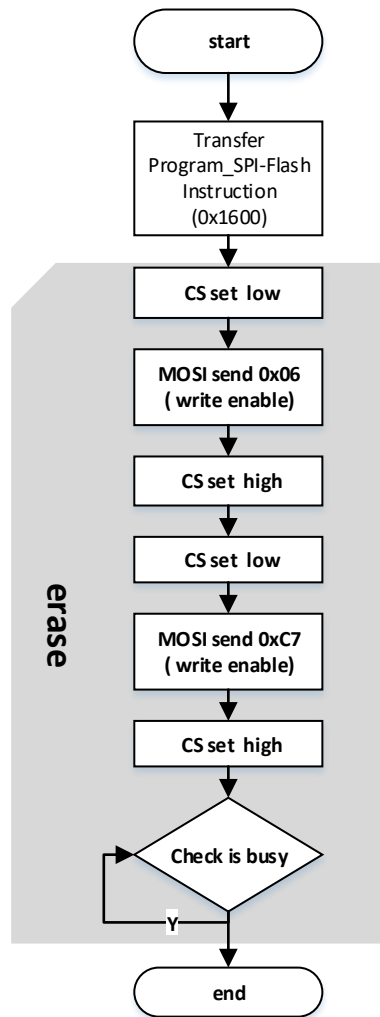 start
Transfer
Program_SPI-Flash
Instruction
(0x1600)
CS set low
MOSI send 0x06
( write enable)
CS set high
CS set low
MOSI send 0xC7
( write enable)
CS set high
erase
Check is busy
Y
end